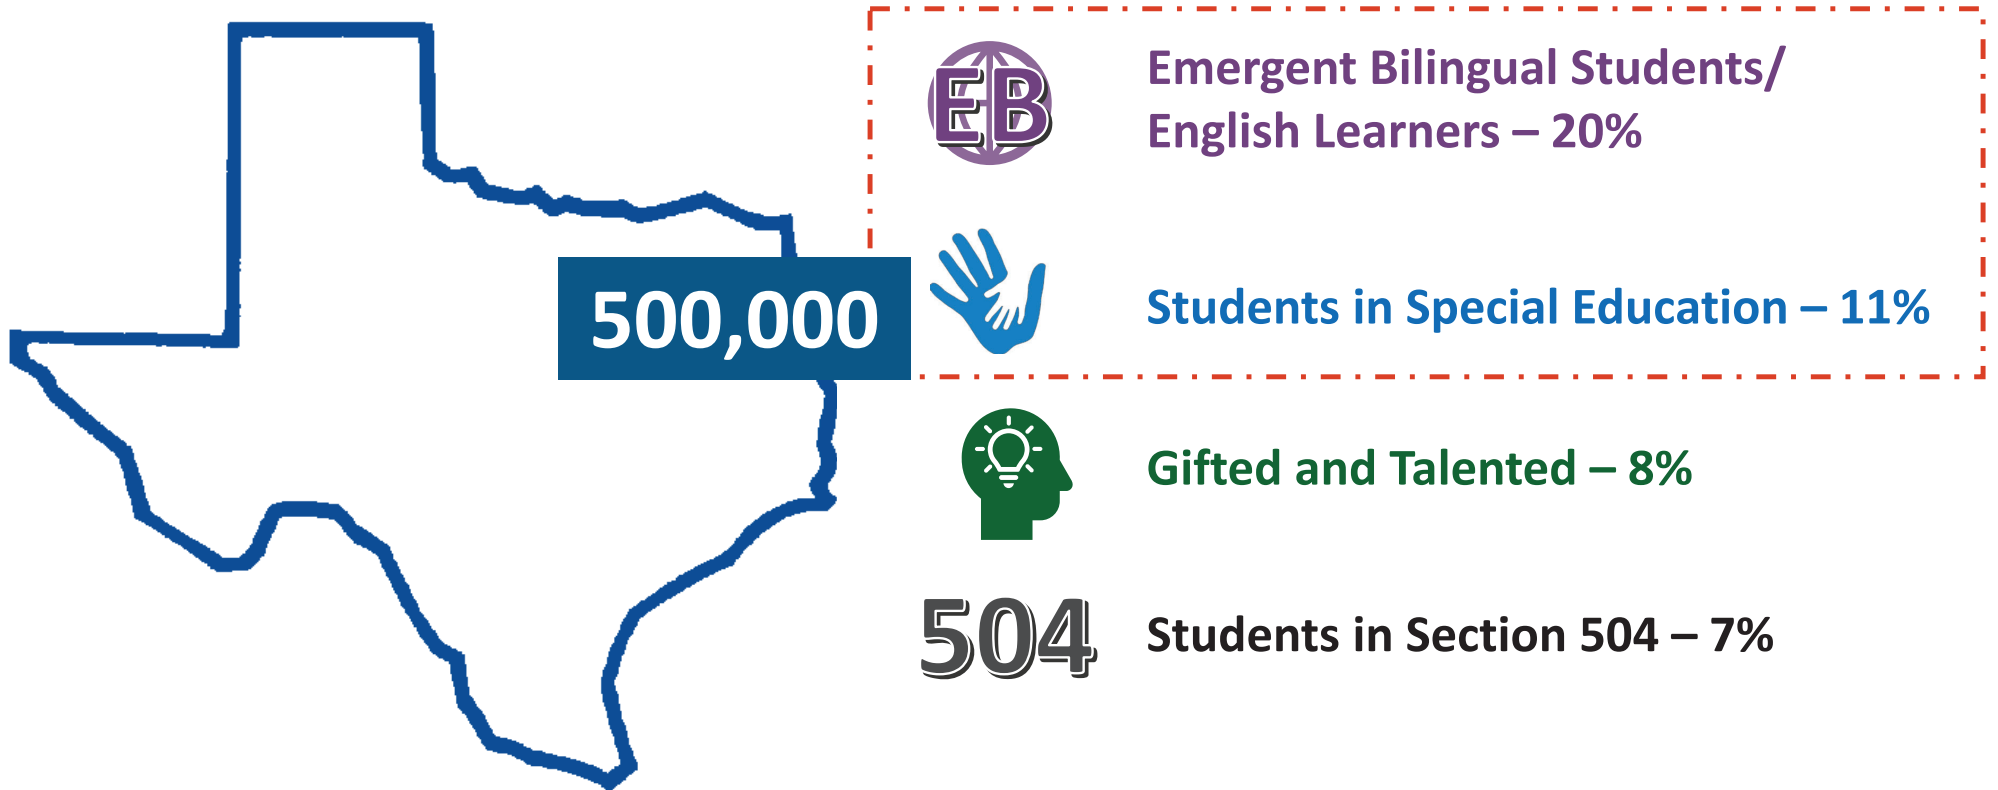 EB
Emergent Bilingual Students/
English Learners – 20%
500,000
Students in Special Education – 11%
Gifted and Talented – 8%
504
Students in Section 504 – 7%